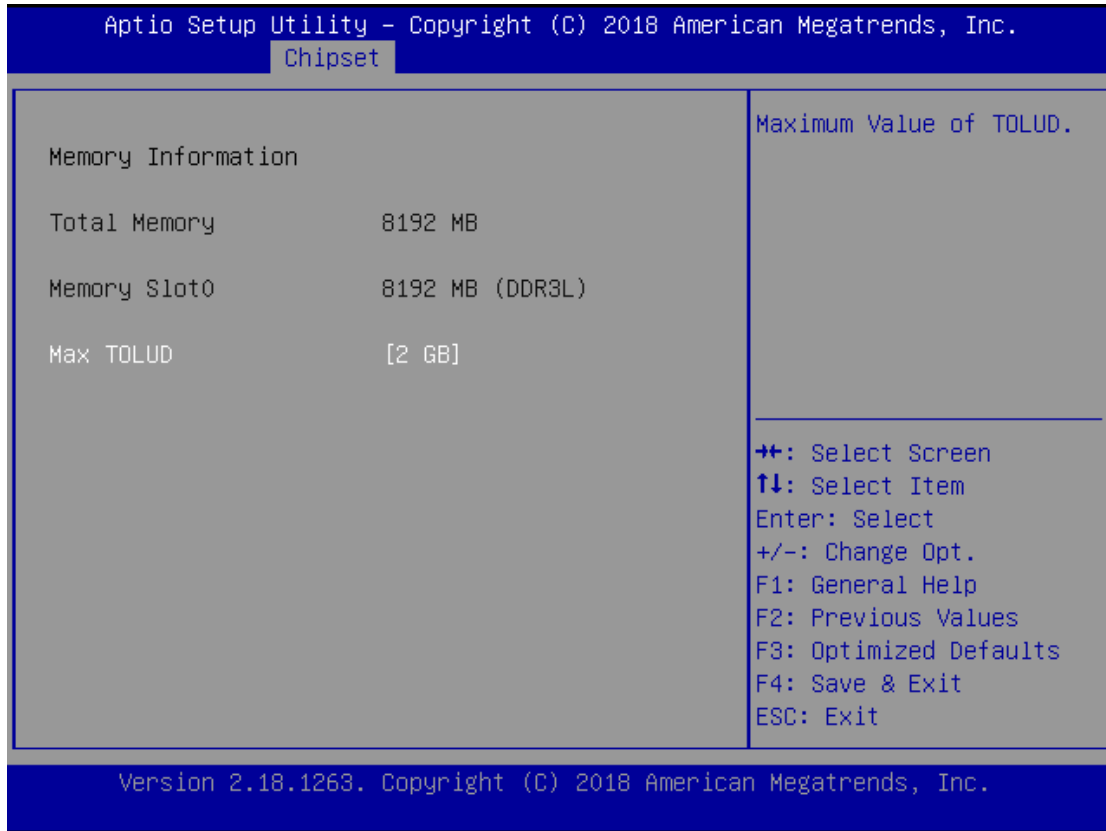 Aptio Setup Utility – Copyright (C) 2018 American Megatrends, Inc.
Chipset
Memory Information
Total Memory 8192 MB
Memory Slot0 8192 MB (DDR3L)
Max TOLUD [2 GB]
Maximum Value of TOLUD.
→←: Select Screen
↑↓: Select Item
Enter: Select
+/-: Change Opt.
F1: General Help
F2: Previous Values
F3: Optimized Defaults
F4: Save & Exit
ESC: Exit
Version 2.18.1263. Copyright (C) 2018 American Megatrends, Inc.